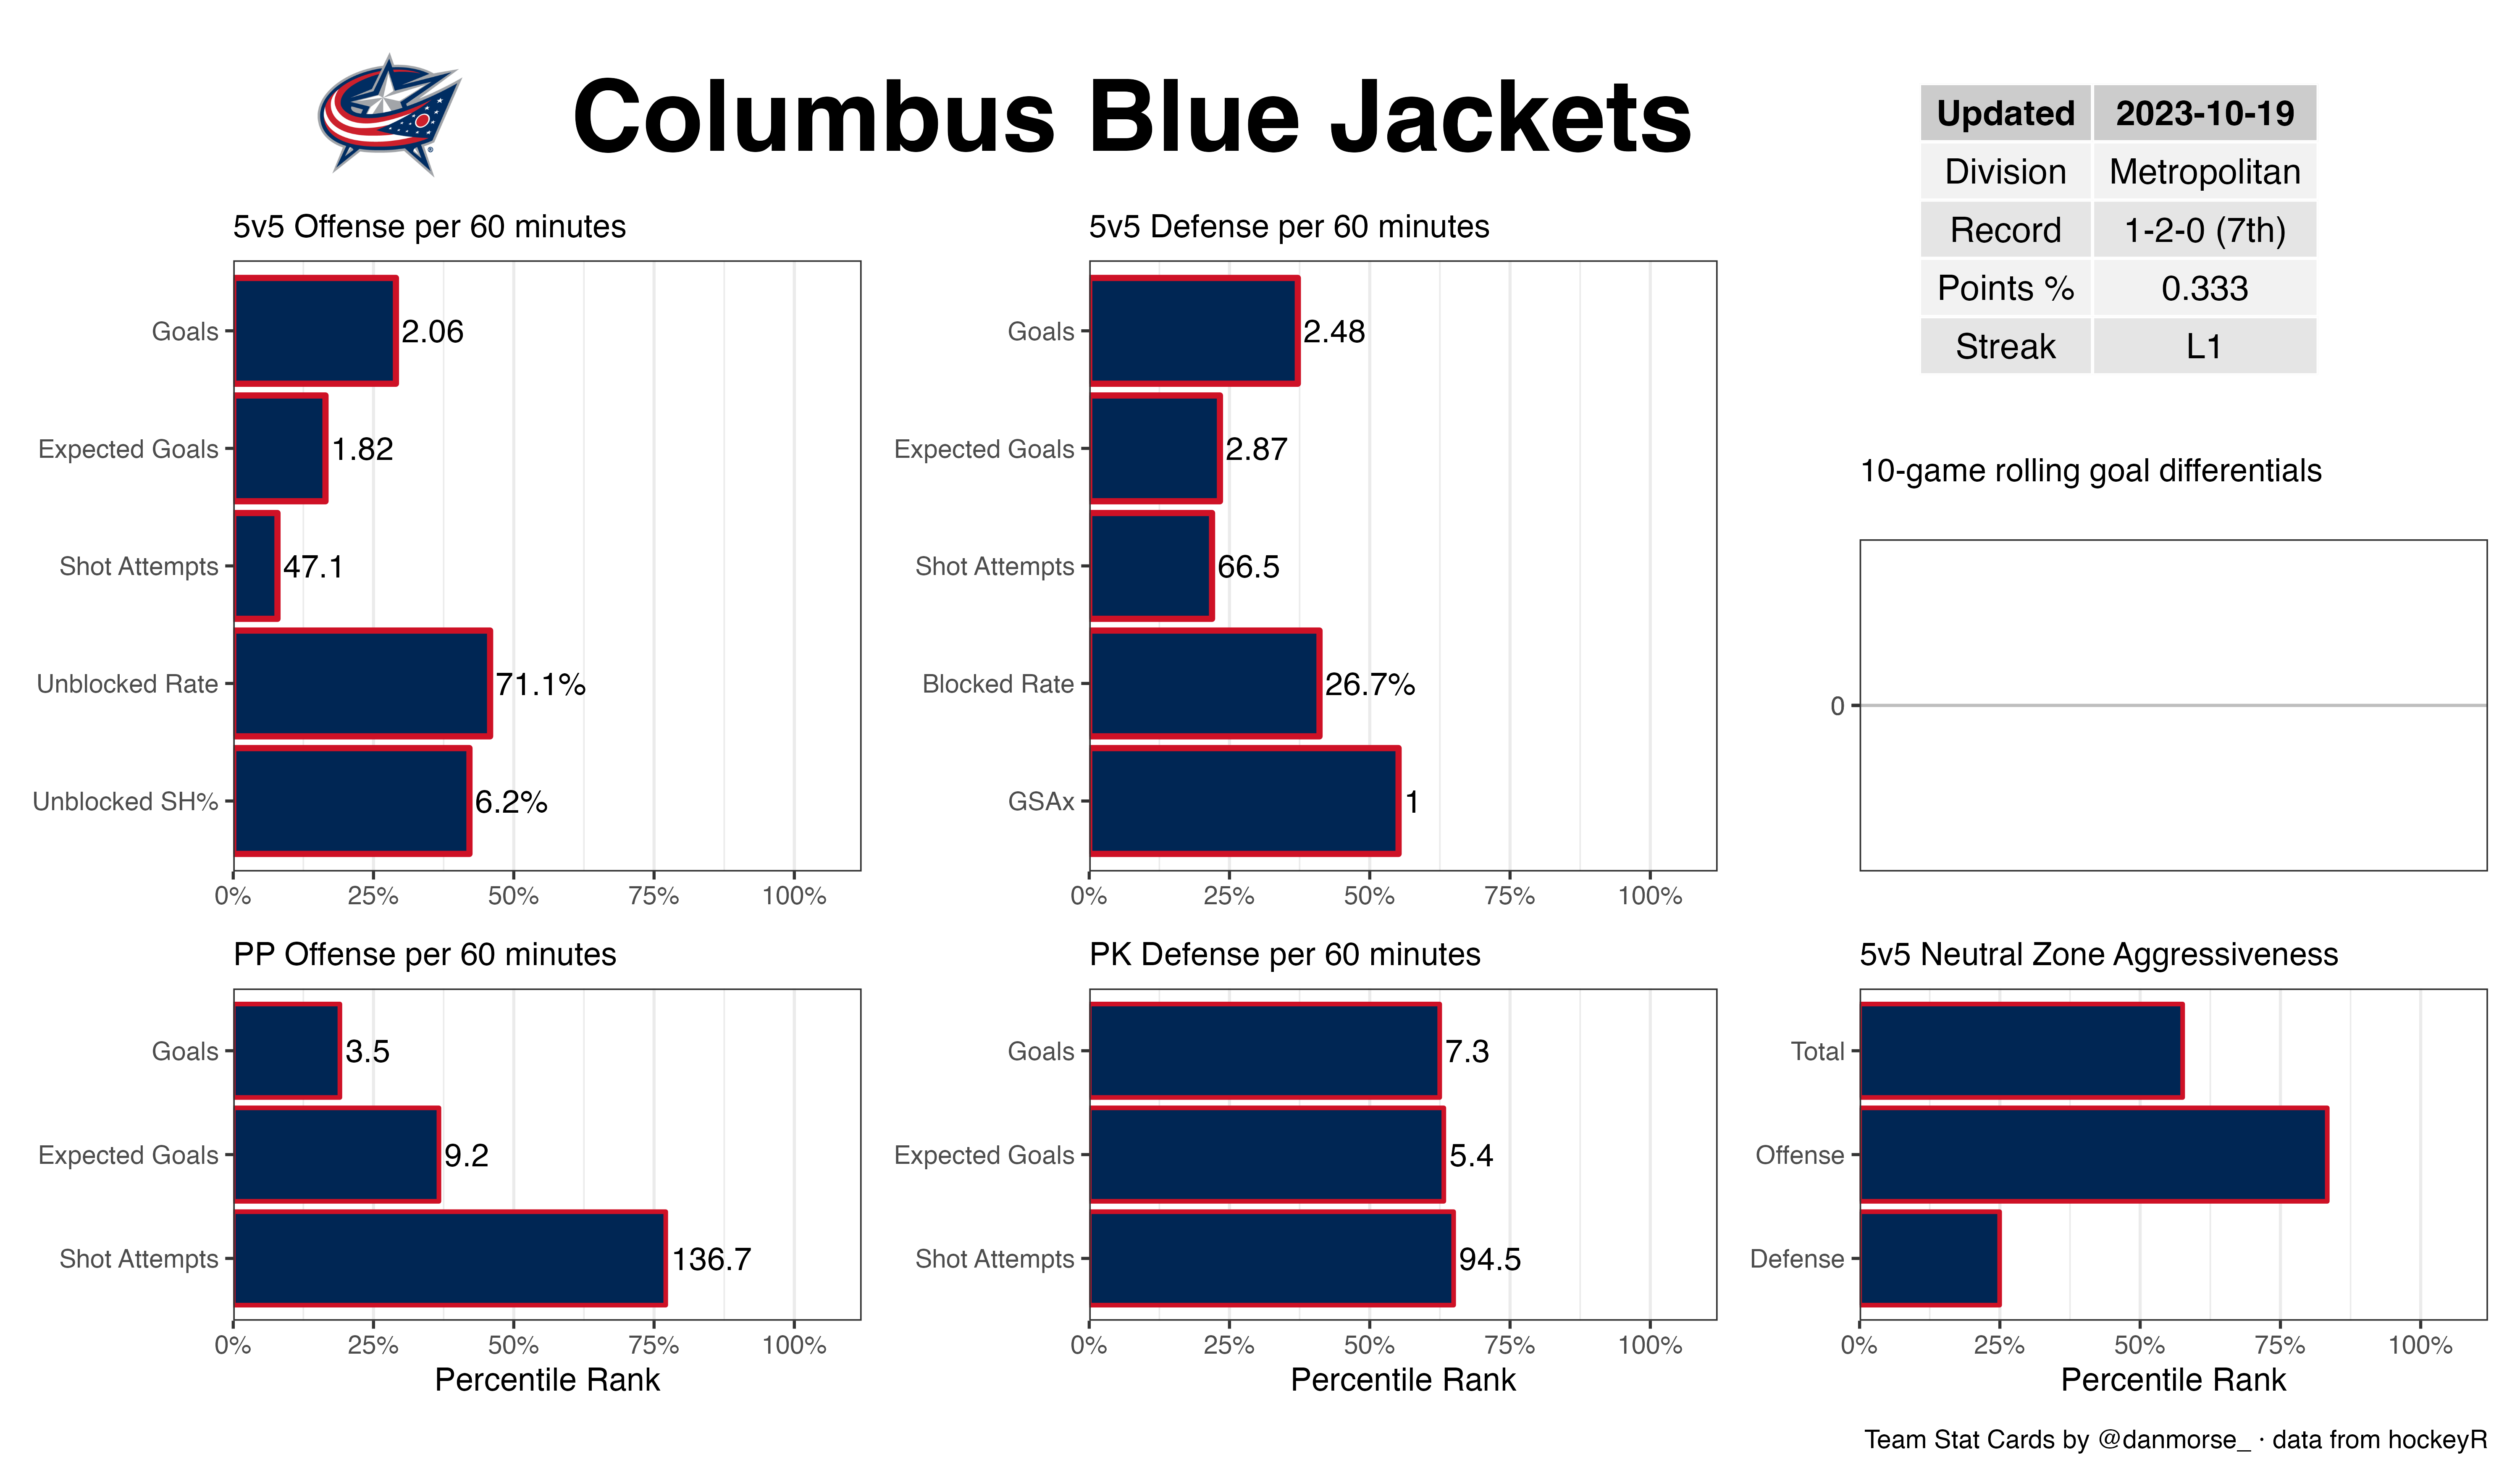 Columbus Blue Jackets
Updated 2023-10-19
Division Metropolitan
Record 1-2-0 (7th)
Points % 0.333
Streak L1
5v5 Offense per 60 minutes
Goals 2.06
Expected Goals 1.82
Shot Attempts 47.1
Unblocked Rate 71.1%
Unblocked SH% 6.2%
0% 25% 50% 75% 100%
5v5 Defense per 60 minutes
Goals 2.48
Expected Goals 2.87
Shot Attempts 66.5
Blocked Rate 26.7%
GSAx 1
0% 25% 50% 75% 100%
10-game rolling goal differentials
0
PP Offense per 60 minutes
Goals 3.5
Expected Goals 9.2
Shot Attempts 136.7
0% 25% 50% 75% 100%
Percentile Rank
PK Defense per 60 minutes
Goals 7.3
Expected Goals 5.4
Shot Attempts 94.5
0% 25% 50% 75% 100%
Percentile Rank
5v5 Neutral Zone Aggressiveness
Total
Offense
Defense
0% 25% 50% 75% 100%
Percentile Rank
Team Stat Cards by @danmorse_ · data from hockeyR